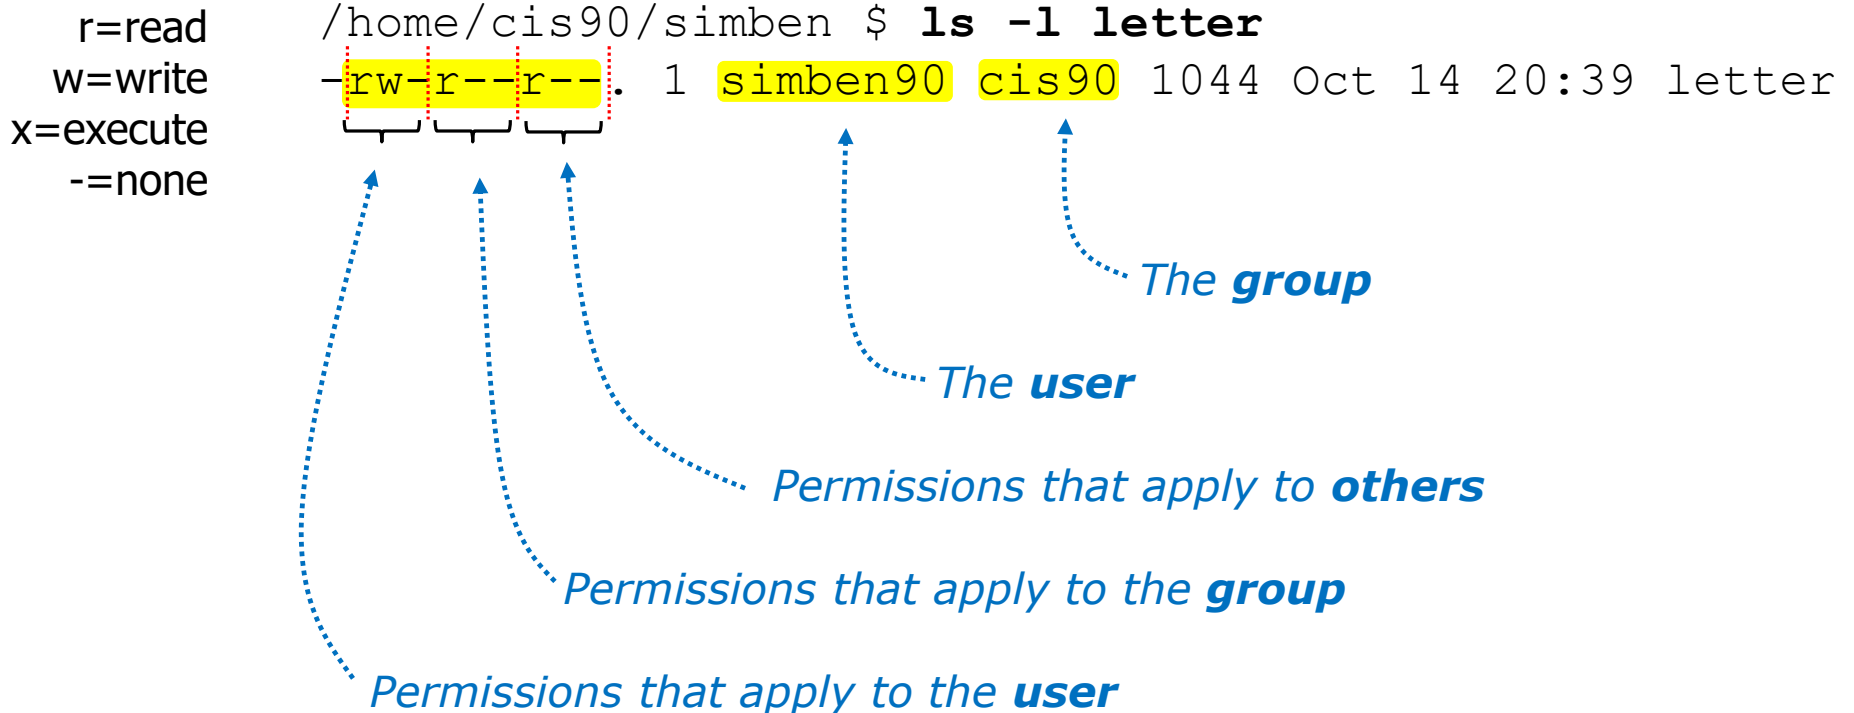 r=read
w=write
x=execute
-=none
/home/cis90/simben $ ls -l letter
-rw-r--r--. 1 simben90 cis90 1044 Oct 14 20:39 letter
The group
The user
Permissions that apply to others
Permissions that apply to the group
Permissions that apply to the user